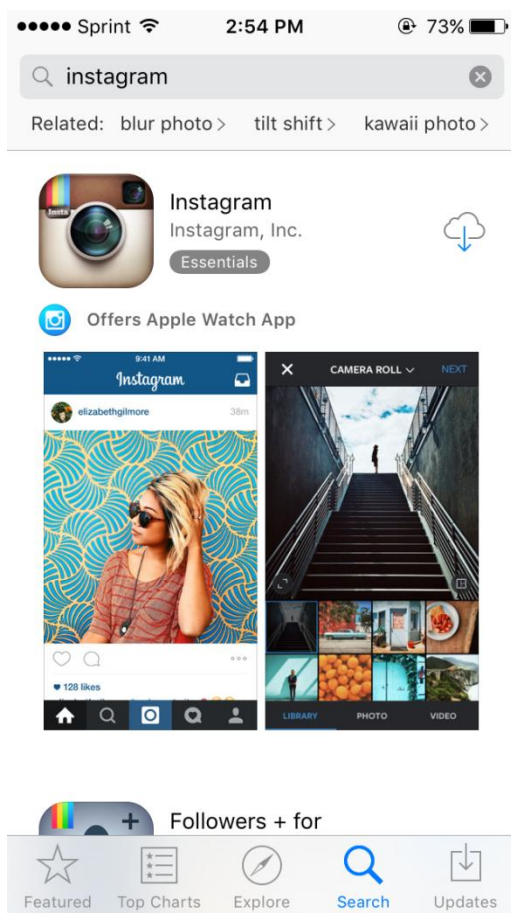 Sprint 2:54 PM 73%
instagram
Related: blur photo > tilt shift > kawaii photo >
Insta
Instagram
Instagram, Inc.
Essentials
Offers Apple Watch App
9:41 AM
Instagram
elizabethgilmore 38m
128 likes
CAMERA ROLL NEXT
LIBRARY PHOTO VIDEO
Followers + for
Featured Top Charts Explore Search Updates